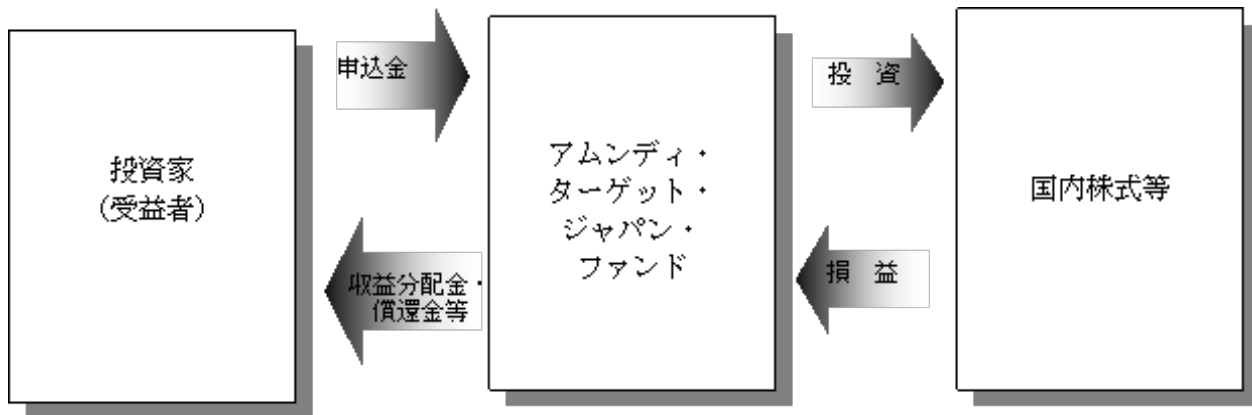 投資家
(受益者)
申込金
収益分配金・
償還金等
アムンディ・
ターゲット・
ジャパン・
ファンド
投　資
損　益
国内株式等